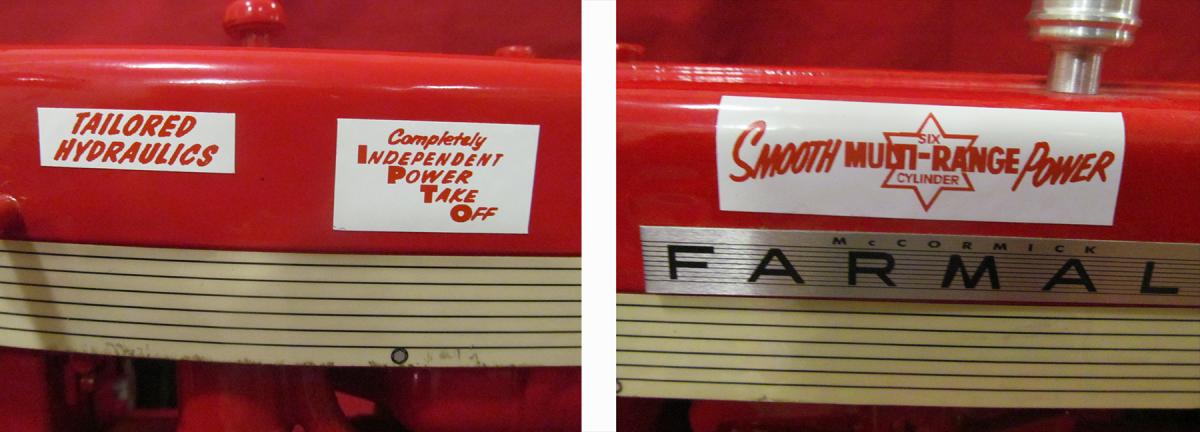 TAILORED
HYDRAULICS
Completely
INDEPENDENT
POWER
TAKE
OFF
SIX
SMOOTH MULTI-RANGE POWER
CYLINDER
McCORMICK
FARMAL